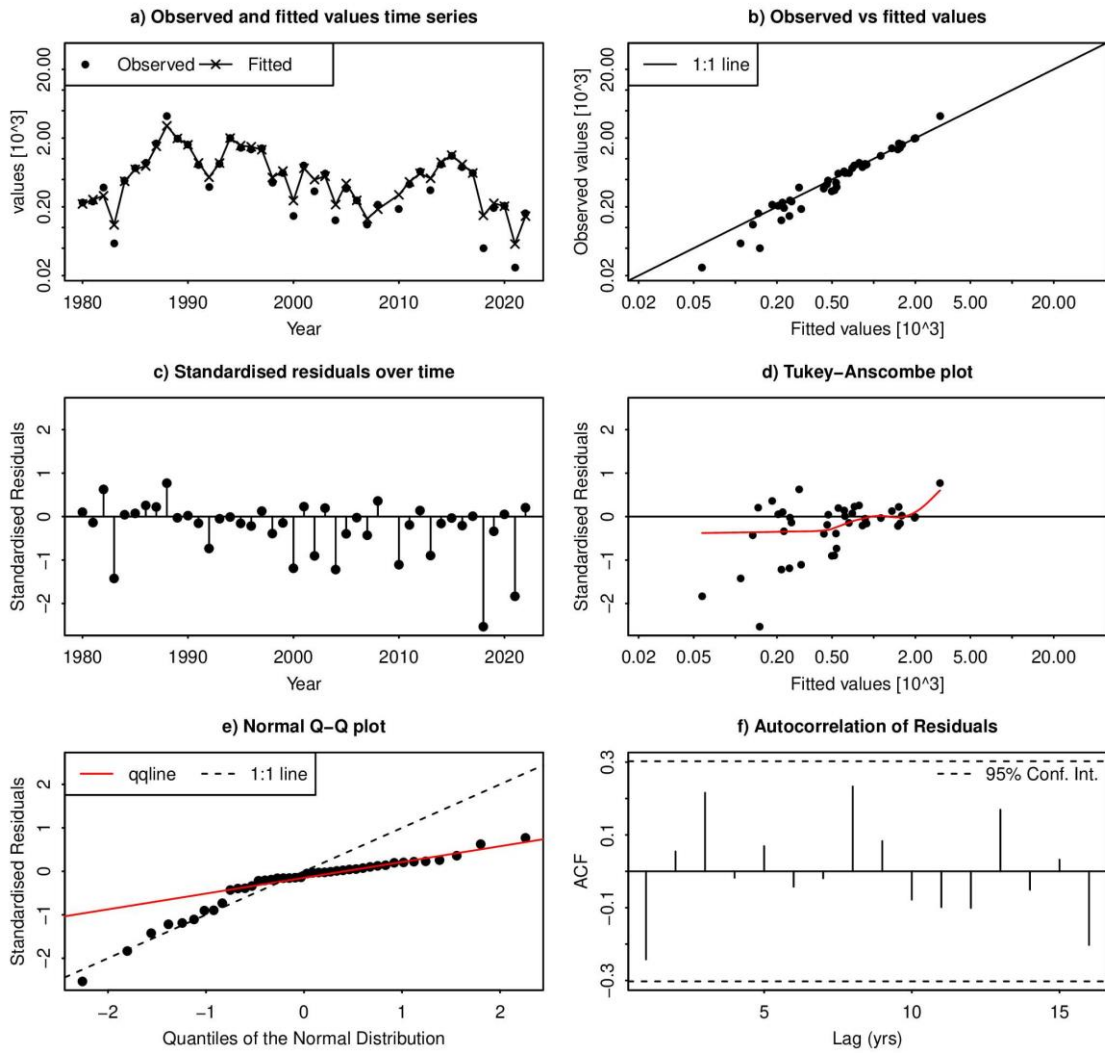 a) Observed and fitted values time series
Observed Fitted
values [10^3]
0.02 0.20 2.00 20.00
1980 1990 2000 2010 2020
Year
b) Observed vs fitted values
1:1 line
Observed values [10^3]
0.02 0.20 2.00 20.00
0.02 0.05 0.20 0.50 2.00 5.00 20.00
Fitted values [10^3]
c) Standardised residuals over time
Standardised Residuals
−2 −1 0 1 2
1980 1990 2000 2010 2020
Year
d) Tukey−Anscombe plot
Standardised Residuals
−2 −1 0 1 2
0.02 0.05 0.20 0.50 2.00 5.00 20.00
Fitted values [10^3]
e) Normal Q−Q plot
qqline 1:1 line
Standardised Residuals
−2 −1 0 1 2
−2 −1 0 1 2
Quantiles of the Normal Distribution
f) Autocorrelation of Residuals
95% Conf. Int.
ACF
−0.3 −0.1 0.1 0.3
5 10 15
Lag (yrs)